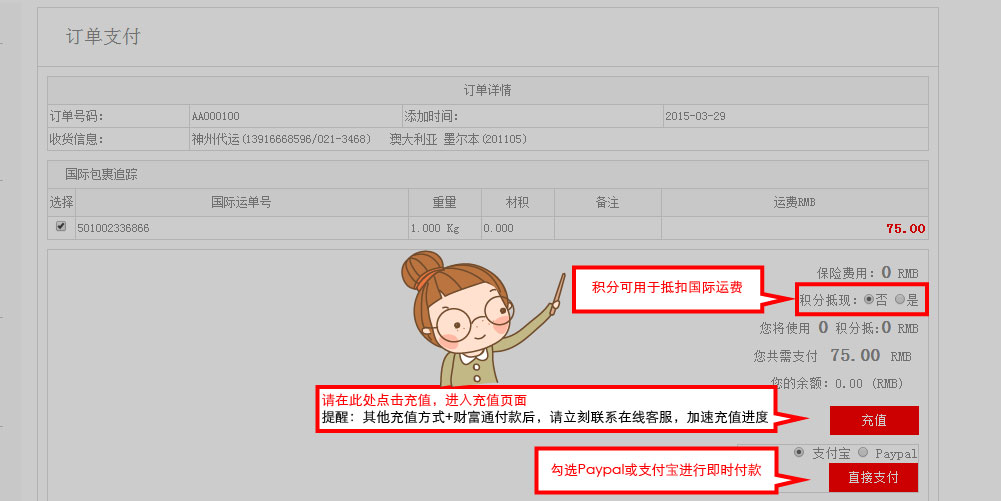 订单支付
订单详情
订单号码： AA000100 添加时间： 2015-03-29
收货信息： 神州代运(13916668596/021-3468) 澳大利亚 墨尔本(201105)
国际包裹追踪
选择 国际运单号 重量 材积 备注 运费RMB
501002336866 1.000 Kg 0.000 75.00
保险费用：0 RMB
积分可用于抵扣国际运费
积分抵现： 否 是
您将使用 0 积分抵:0 RMB
您共需支付 75.00 RMB
您的余额：0.00 (RMB)
请在此处点击充值，进入充值页面
提醒：其他充值方式+财富通付款后，请立刻联系在线客服，加速充值进度
充值
支付宝 Paypal
勾选Paypal或支付宝进行即时付款
直接支付